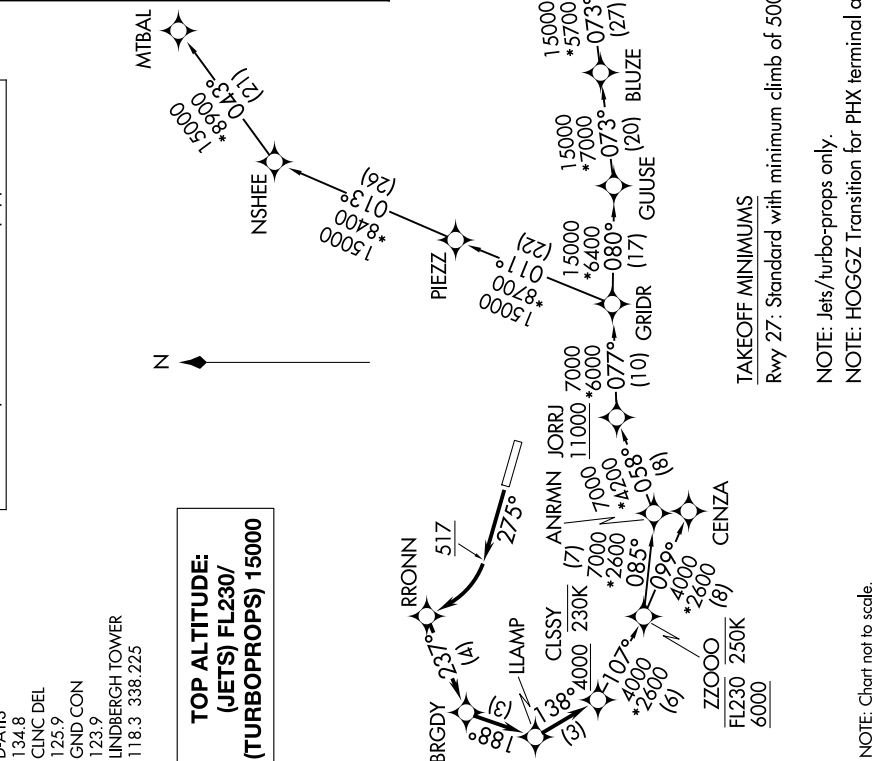 134.8
CLNC DEL
125.9
GND CON
123.9
LINDBERGH TOWER
118.3 338.225
TOP ALTITUDE:
(JETS) FL230/
(TURBOPROPS) 15000
N
MTBAL
15000
*8900
043°
(21)
NSHEE
15000
*8400
013°
(26)
PIEZZ
15000
*8700
011°
(22)
GRIDR
15000
*6400
080°
(17)
GUUSE
15000
*7000
073°
(20)
BLUZE
15000
*5700
073°
(27)
JORRJ
11000
7000
*6000
077°
(10)
ANRMN
7000
*4200
058°
(8)
275°
517
RRONN
237°
(4)
BRGDY
188°
(3)
LLAMP
138°
(3)
CLSSY
4000 230K
107°
4000
*2600
(6)
ZZOOO
FL230 250K
6000
(7)
7000
*2600
085°
099°
4000
*2600
(8)
CENZA
TAKEOFF MINIMUMS
Rwy 27: Standard with minimum climb of 500
NOTE: Jets/turbo-props only.
NOTE: HOGGZ Transition for PHX terminal a
NOTE: Chart not to scale.